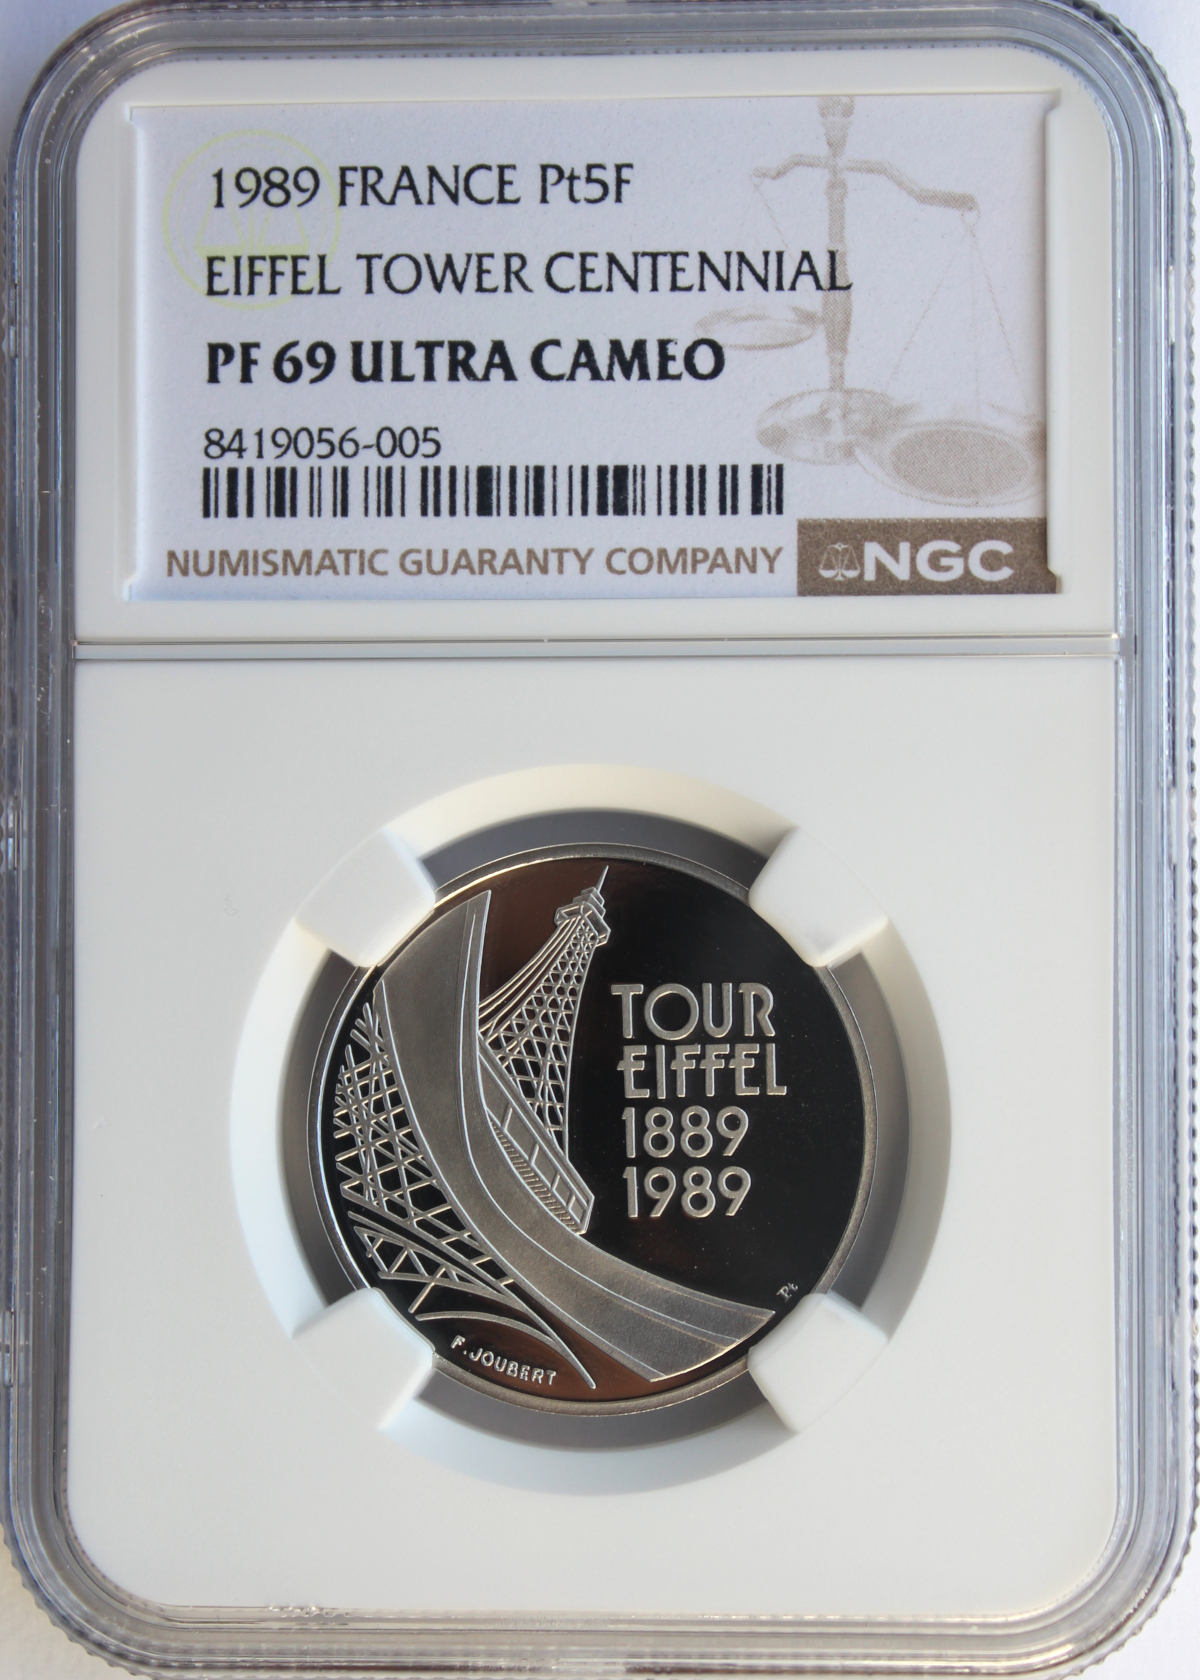 1989 FRANCE Pt5F
EIFFEL TOWER CENTENNIAL
PF 69 ULTRA CAMEO
8419056-005
NUMISMATIC GUARANTY COMPANY
NGC
TOUR
EIFFEL
1889
1989
Pt
F. JOUBERT